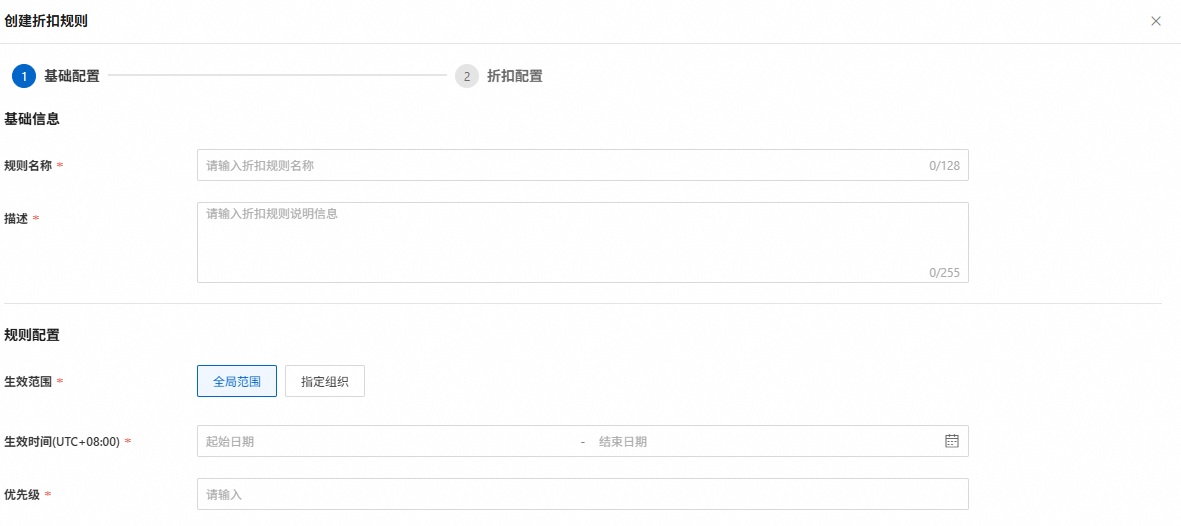 创建折扣规则
1 基础配置 2 折扣配置
基础信息
规则名称 * 请输入折扣规则名称 0/128
描述 * 请输入折扣规则说明信息
0/255
规则配置
生效范围 * 全局范围 指定组织
生效时间(UTC+08:00) * 起始日期 - 结束日期
优先级 * 请输入